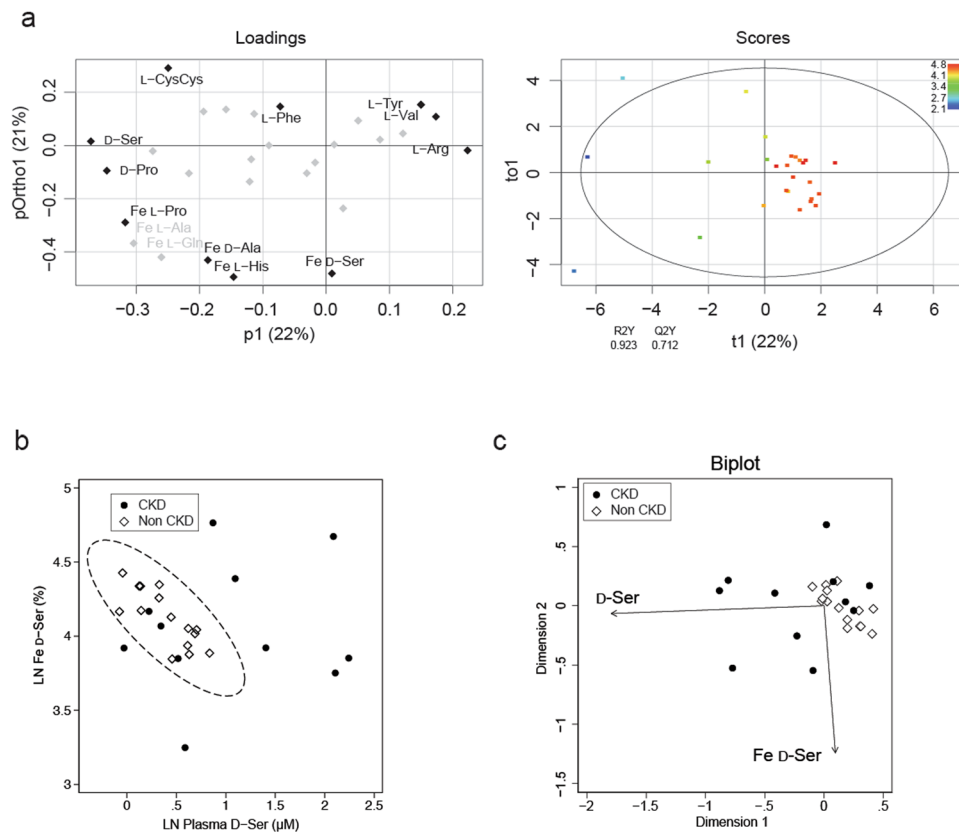 a
Loadings
L−CysCys
L−Phe
L−Tyr
L−Val
L−Arg
D−Ser
D−Pro
Fe L−Pro
Fe L−Ala
Fe L−Gln
Fe D−Ala
Fe L−His
Fe D−Ser
pOrtho1 (21%)
0.2
0.0
−0.2
−0.4
−0.3 −0.2 −0.1 0.0 0.1 0.2
p1 (22%)
Scores
4.8
4.1
3.4
2.7
2.1
to1
4
2
0
−2
−4
−6 −4 −2 0 2 4 6
R2Y Q2Y
0.923 0.712
t1 (22%)
b
CKD
Non CKD
LN Fe D-Ser (%)
5
4.5
4
3.5
3
0 .5 1 1.5 2 2.5
LN Plasma D-Ser (μM)
c
Biplot
CKD
Non CKD
D-Ser
Fe D-Ser
Dimension 2
1
.5
0
−.5
−1
−1.5
−2 −1.5 −1 −.5 0 .5
Dimension 1